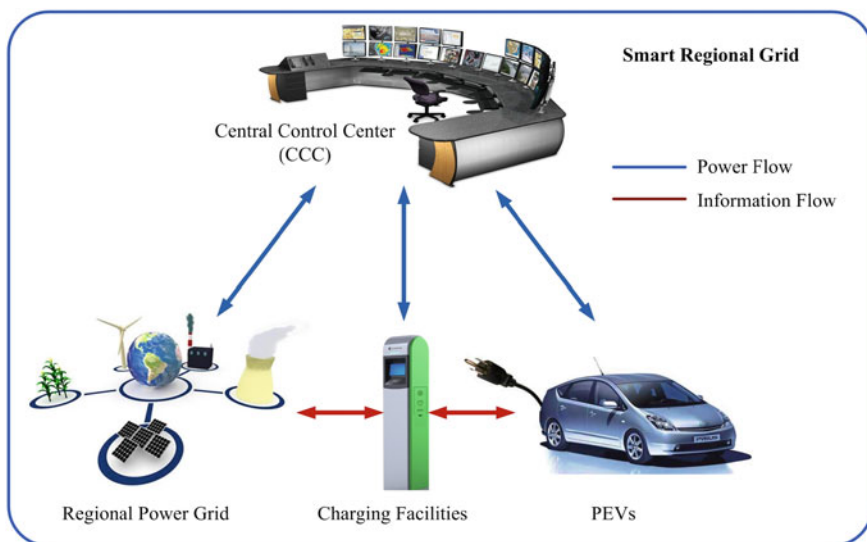 Smart Regional Grid
Central Control Center
(CCC)
Power Flow
Information Flow
Regional Power Grid
Charging Facilities
PEVs